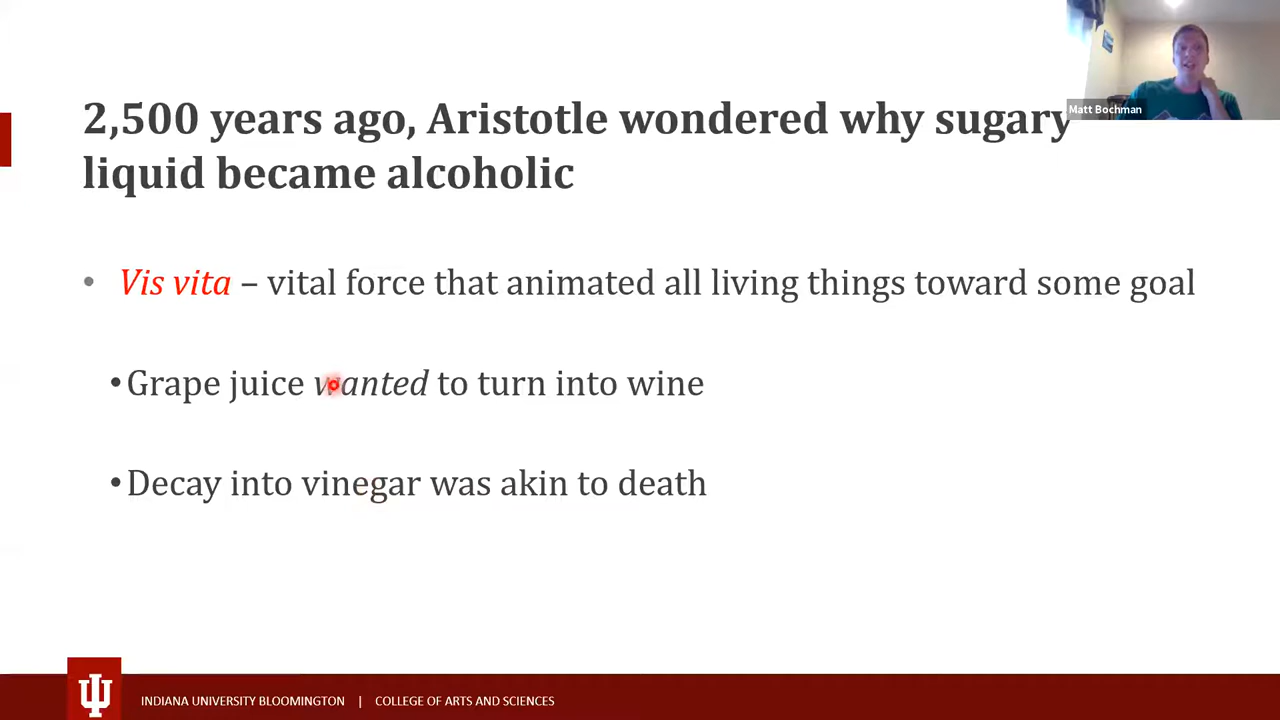 2,500 years ago, Aristotle wondered why sugary
liquid became alcoholic
Matt Bochman
• Vis vita – vital force that animated all living things toward some goal
•Grape juice wanted to turn into wine
•Decay into vinegar was akin to death
INDIANA UNIVERSITY BLOOMINGTON | COLLEGE OF ARTS AND SCIENCES